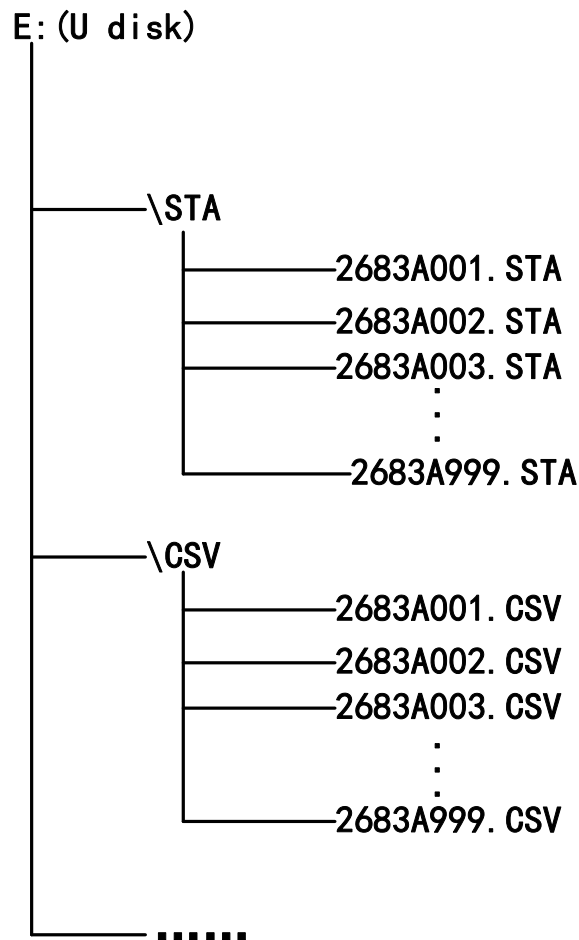 E:(U disk)
\STA
2683A001.STA
2683A002.STA
2683A003.STA
2683A999.STA
\CSV
2683A001.CSV
2683A002.CSV
2683A003.CSV
2683A999.CSV
......